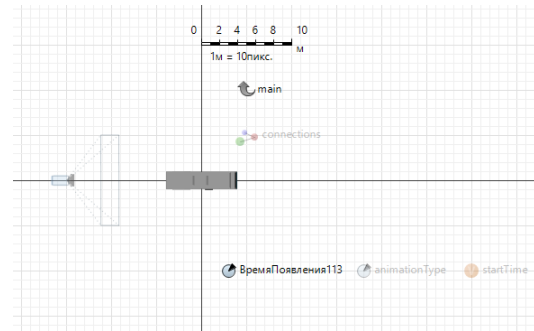 0 2 4 6 8 10
м
1м = 10пикс.
main
connections
ВремяПоявления113 animationType startTime